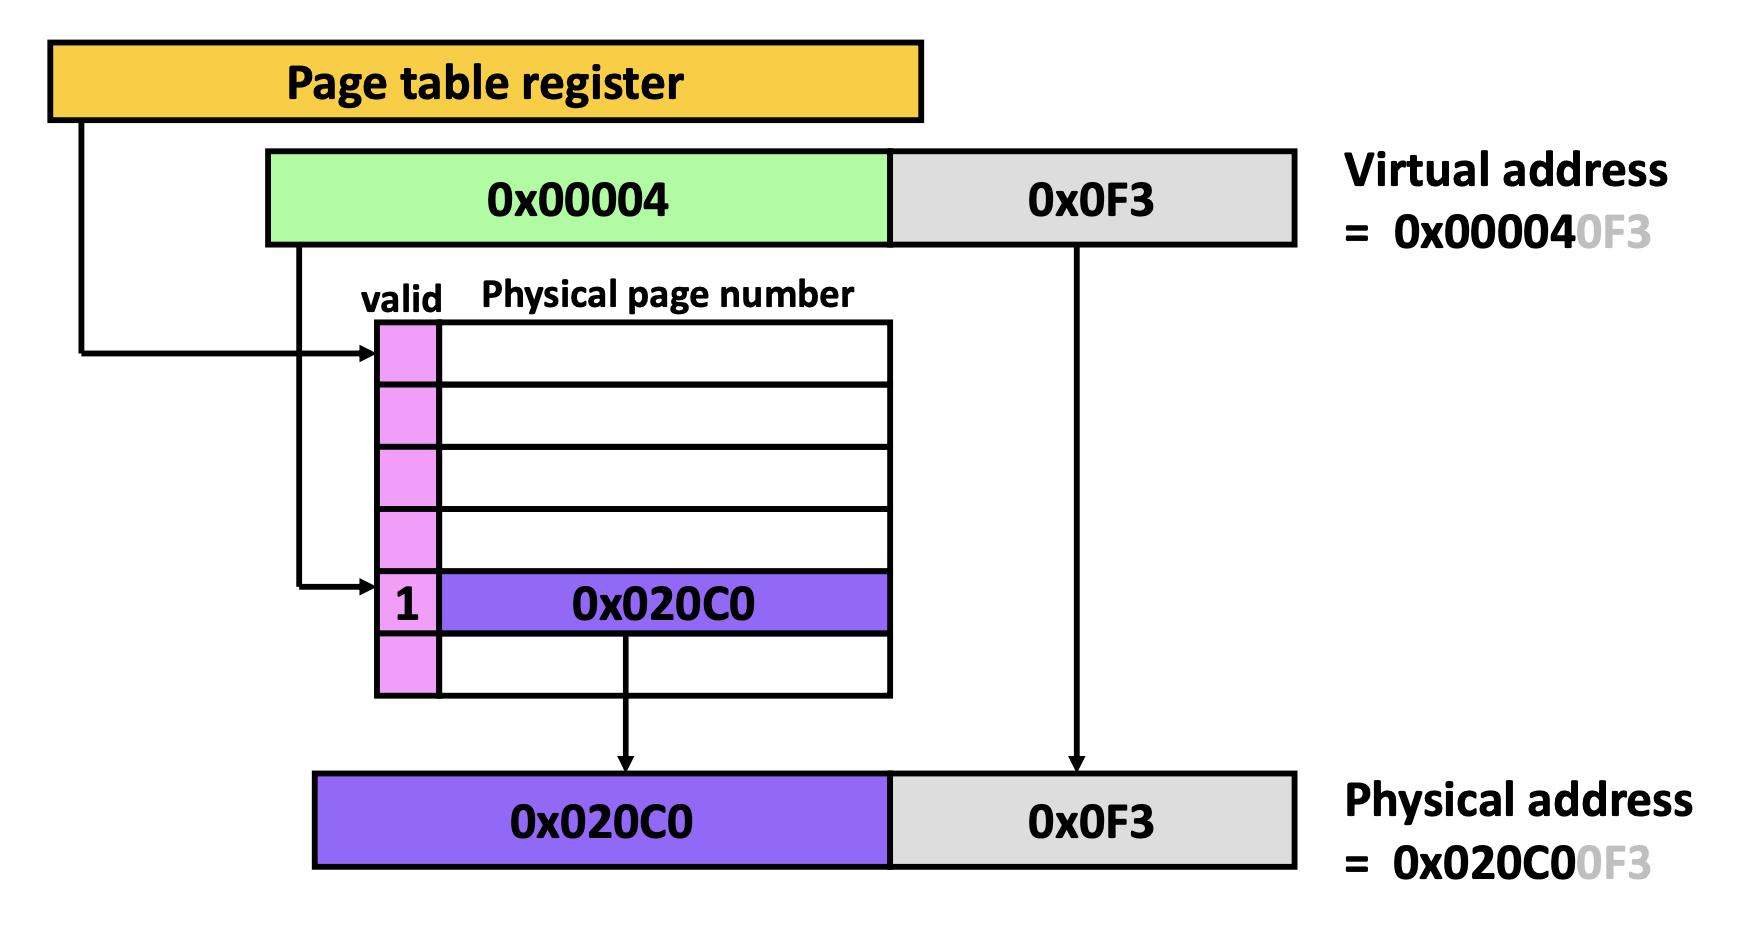 Page table register
0x00004
0x0F3
Virtual address
= 0x000040F3
valid
Physical page number
1
0x020C0
0x020C0
0x0F3
Physical address
= 0x020C00F3